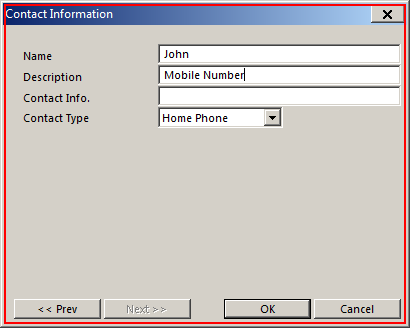 Contact Information
Name John
Description Mobile Number
Contact Info.
Contact Type Home Phone
<< Prev Next >> OK Cancel